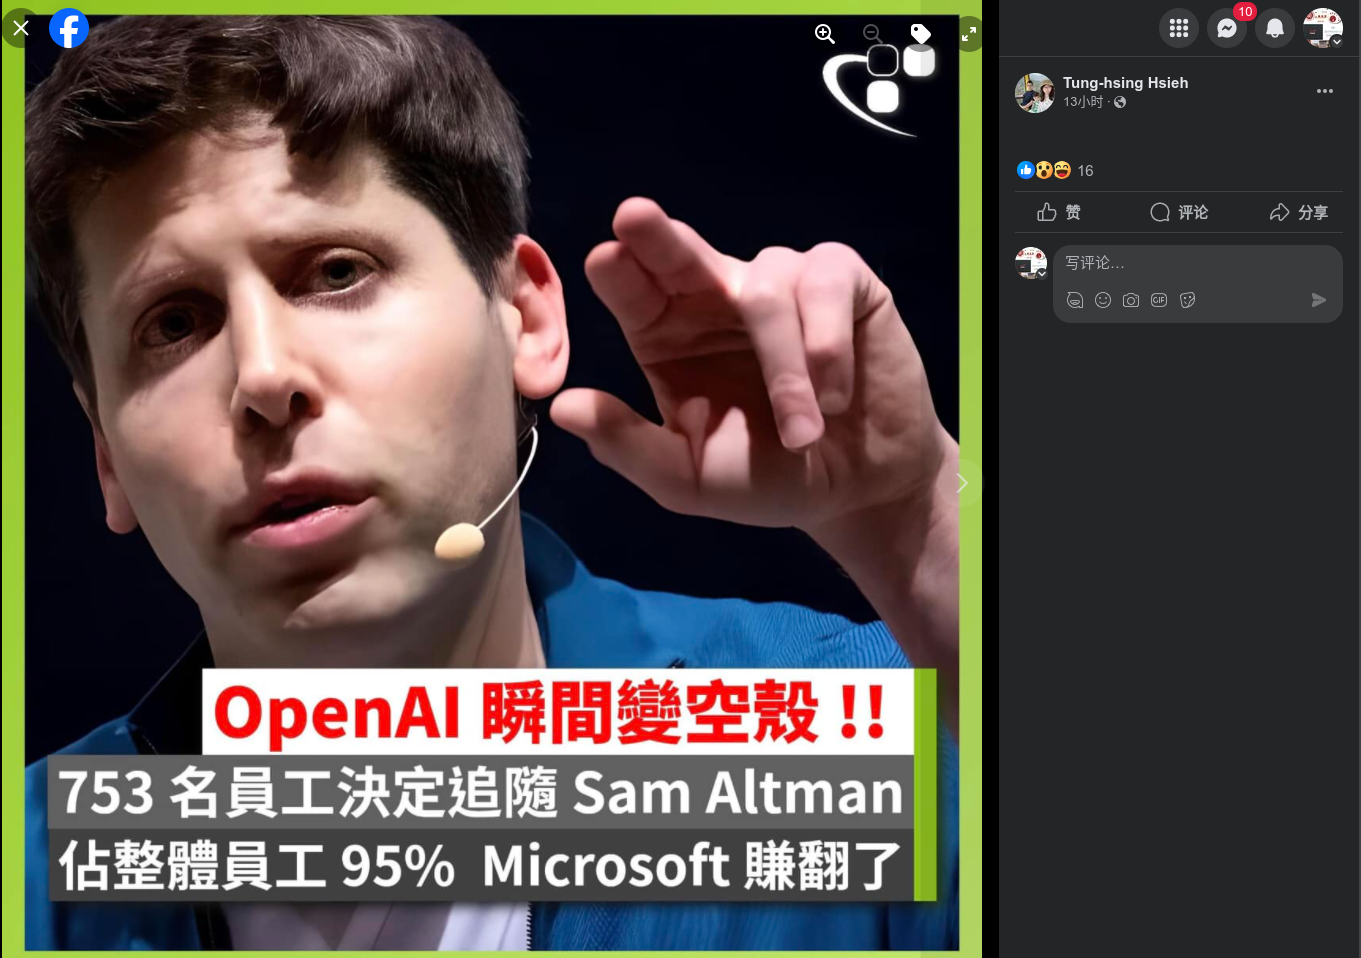 OpenAI 瞬間變空殼 !!
753 名員工決定追隨 Sam Altman
佔整體員工 95% Microsoft 賺翻了
10
Tung-hsing Hsieh
13小时 ·
16
赞 评论 分享
写评论…
GIF